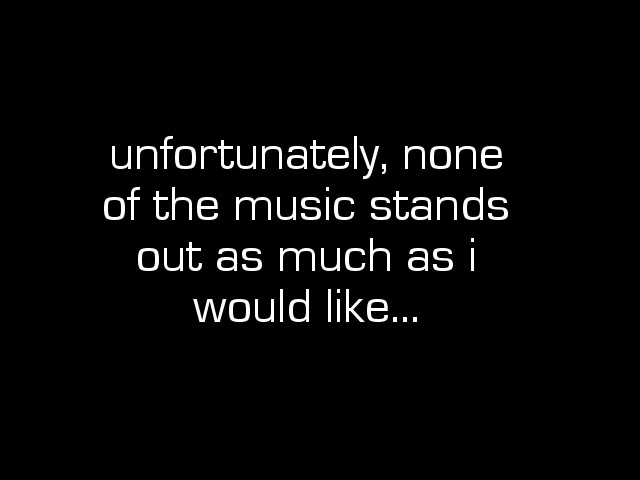 unfortunately, none
of the music stands
out as much as i
would like...